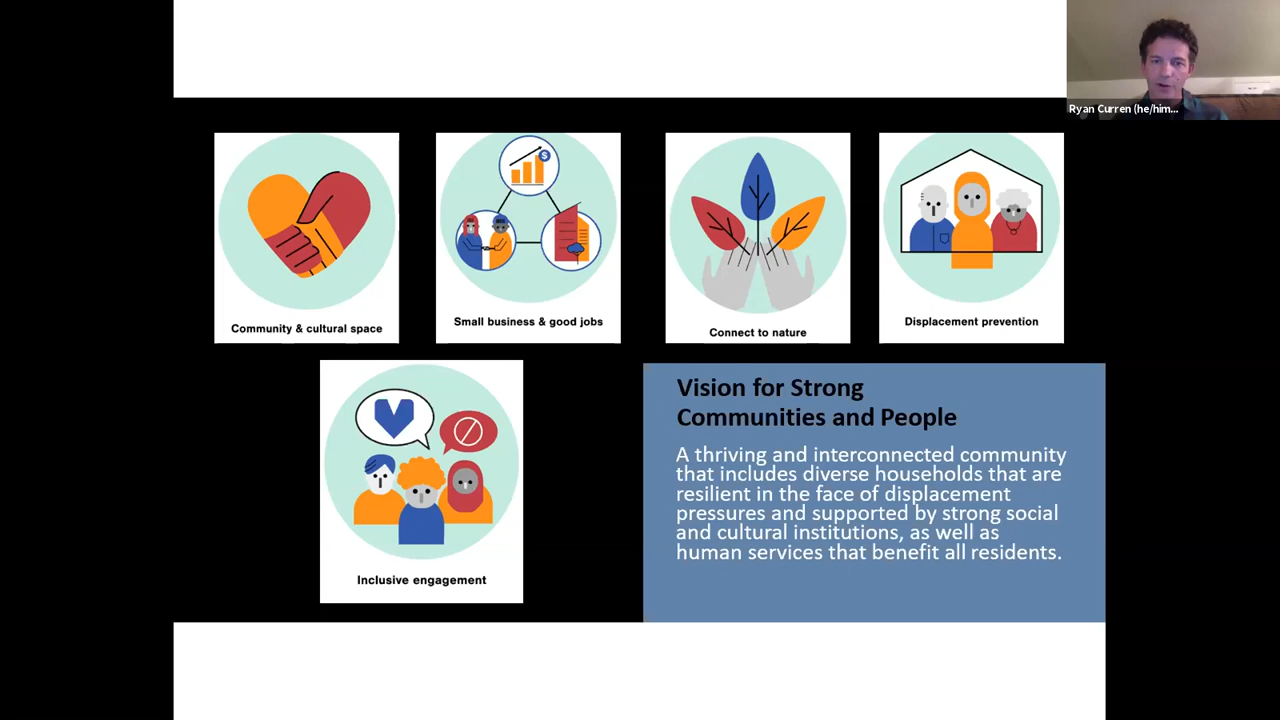 Ryan Curren (he/him...
Community & cultural space
Small business & good jobs
$
Connect to nature
Displacement prevention
Inclusive engagement
Vision for Strong
Communities and People
A thriving and interconnected community
that includes diverse households that are
resilient in the face of displacement
pressures and supported by strong social
and cultural institutions, as well as
human services that benefit all residents.